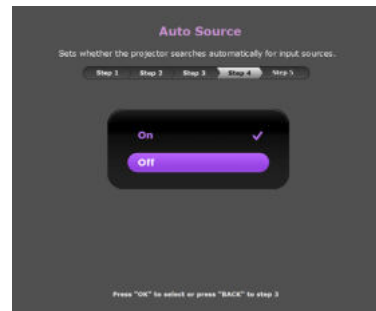 Auto Source
Sets whether the projector searches automatically for input sources.
Step 1 Step 2 Step 3 Step 4 Step 5
On
Off
Press "OK" to select or press "BACK" to step 3